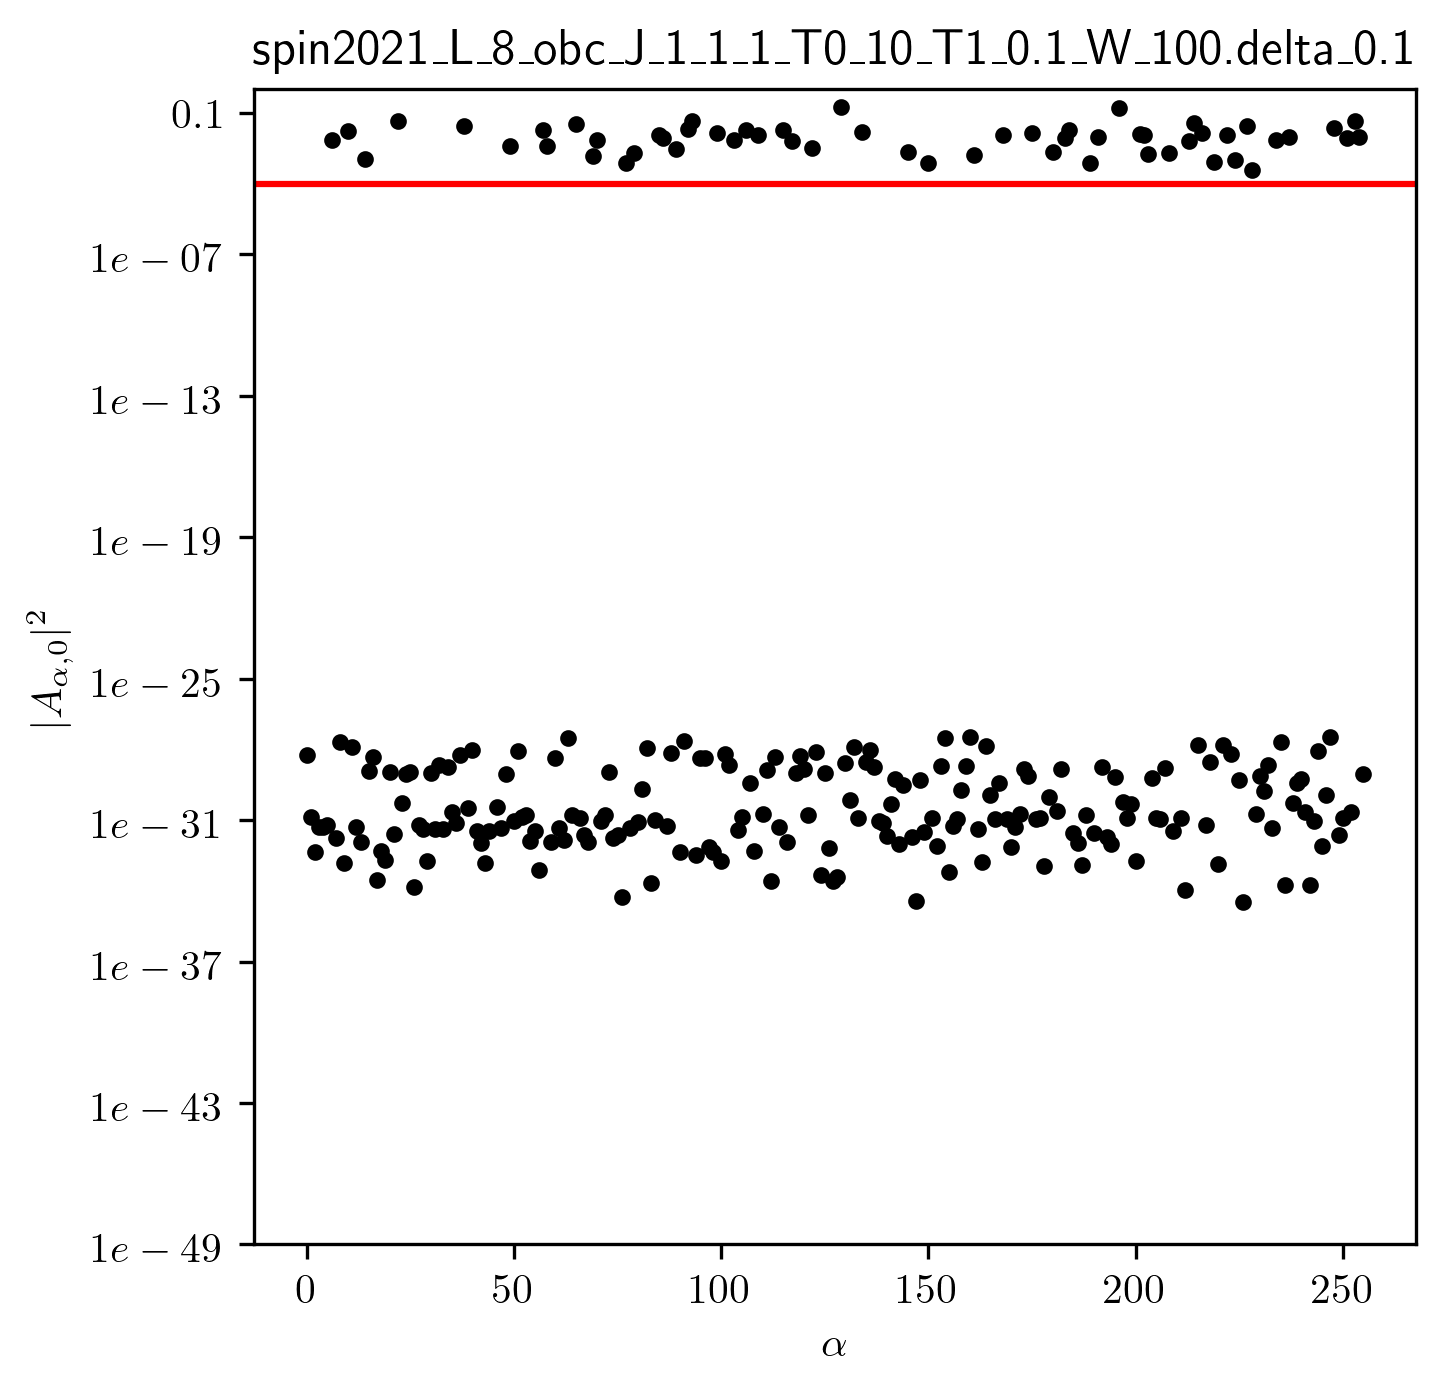 spin2021_L_8_obc_J_1_1_1_T0_10_T1_0.1_W_100.delta_0.1
0.1
1e − 07
1e − 13
1e − 19
1e − 25
1e − 31
1e − 37
1e − 43
1e − 49
|A_{α,0}|²
0 50 100 150 200 250
α